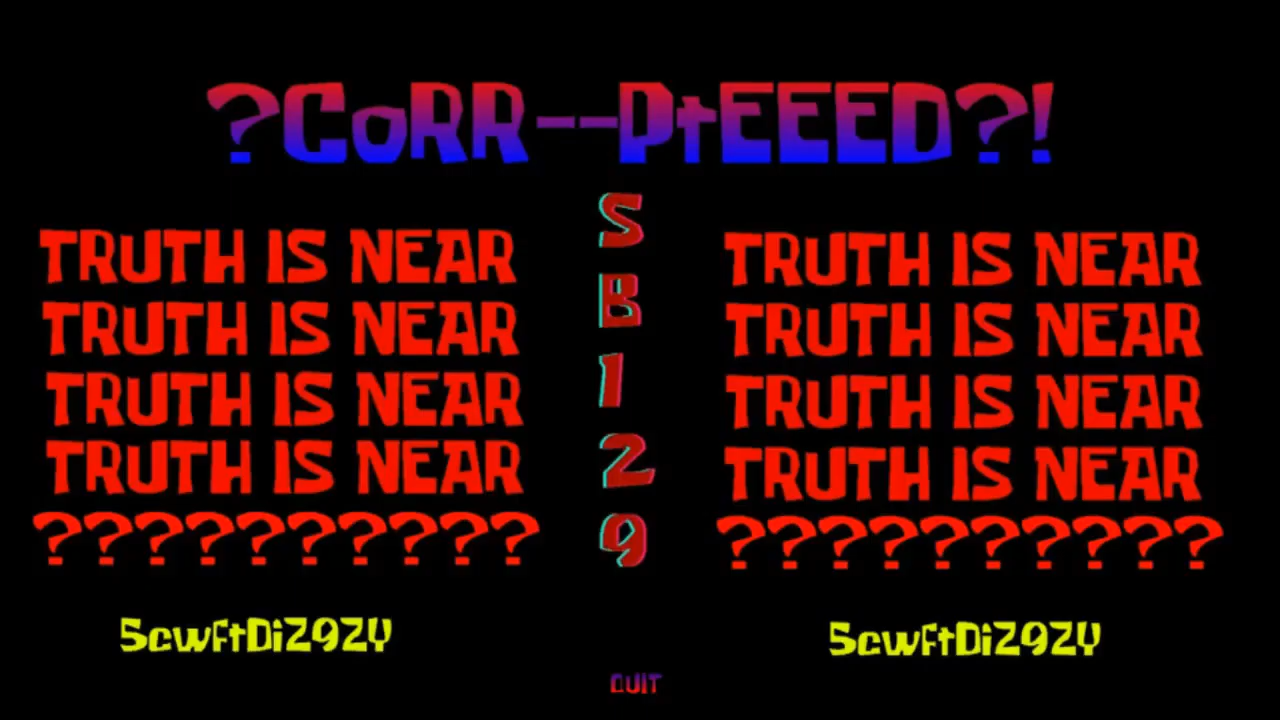 ?CoRR--PtEEED?!
TRUTH IS NEAR
TRUTH IS NEAR
TRUTH IS NEAR
TRUTH IS NEAR
??????????
S
B
1
2
9
TRUTH IS NEAR
TRUTH IS NEAR
TRUTH IS NEAR
TRUTH IS NEAR
??????????
5cwftDiZ9ZY
5cwftDiZ9ZY
QUIT